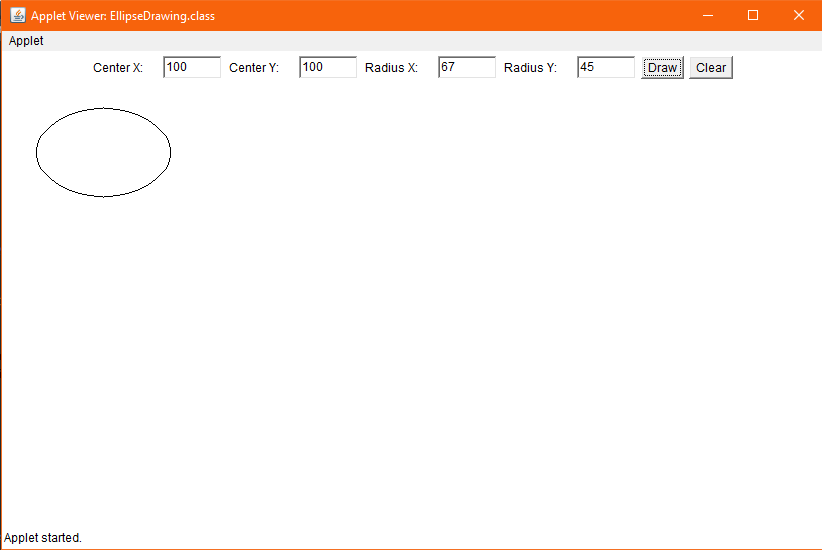 Applet Viewer: EllipseDrawing.class
Applet
Center X: 100 Center Y: 100 Radius X: 67 Radius Y: 45 Draw Clear
Applet started.